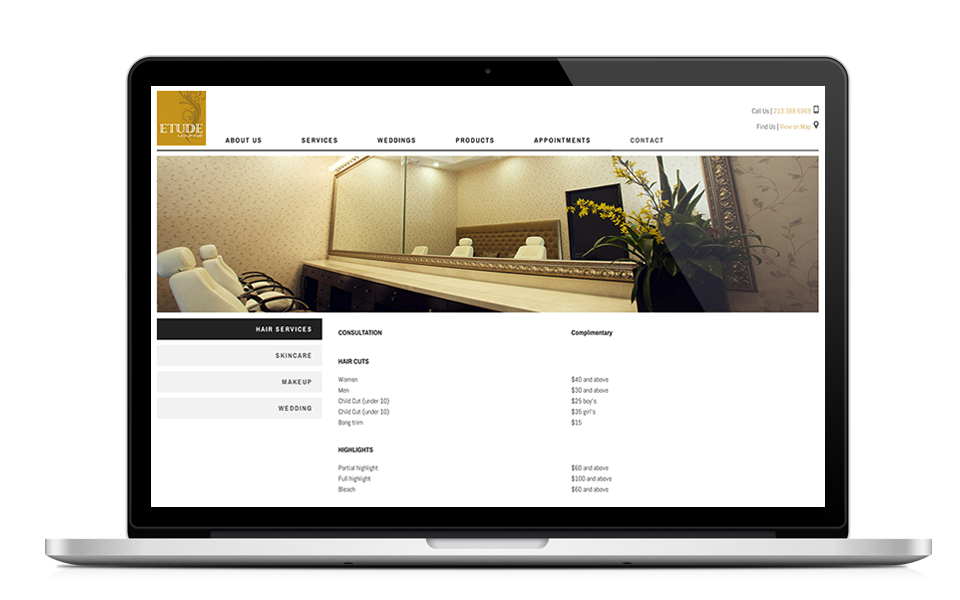 ETUDE
LOUNGE
Call Us | 213 388 6969
Find Us | View on Map
ABOUT US SERVICES WEDDINGS PRODUCTS APPOINTMENTS CONTACT
HAIR SERVICES
SKINCARE
MAKEUP
WEDDING
CONSULTATION Complimentary
HAIR CUTS
Women $40 and above
Men $30 and above
Child Cut (under 10) $25 boy's
Child Cut (under 10) $35 girl's
Bang trim $15
HIGHLIGHTS
Partial highlight $60 and above
Full highlight $100 and above
Bleach $60 and above